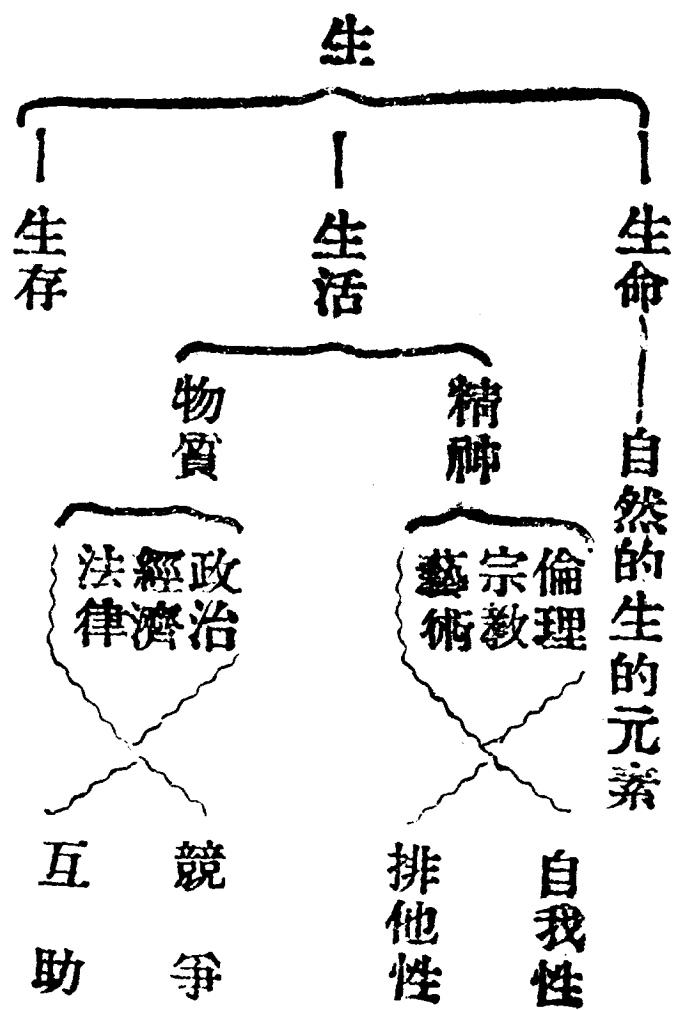 生
生命
生活
生存
自然的生的元素
精神
物質
倫理
宗教
藝術
政治
經濟
法律
自我性
排他性
競爭
互助